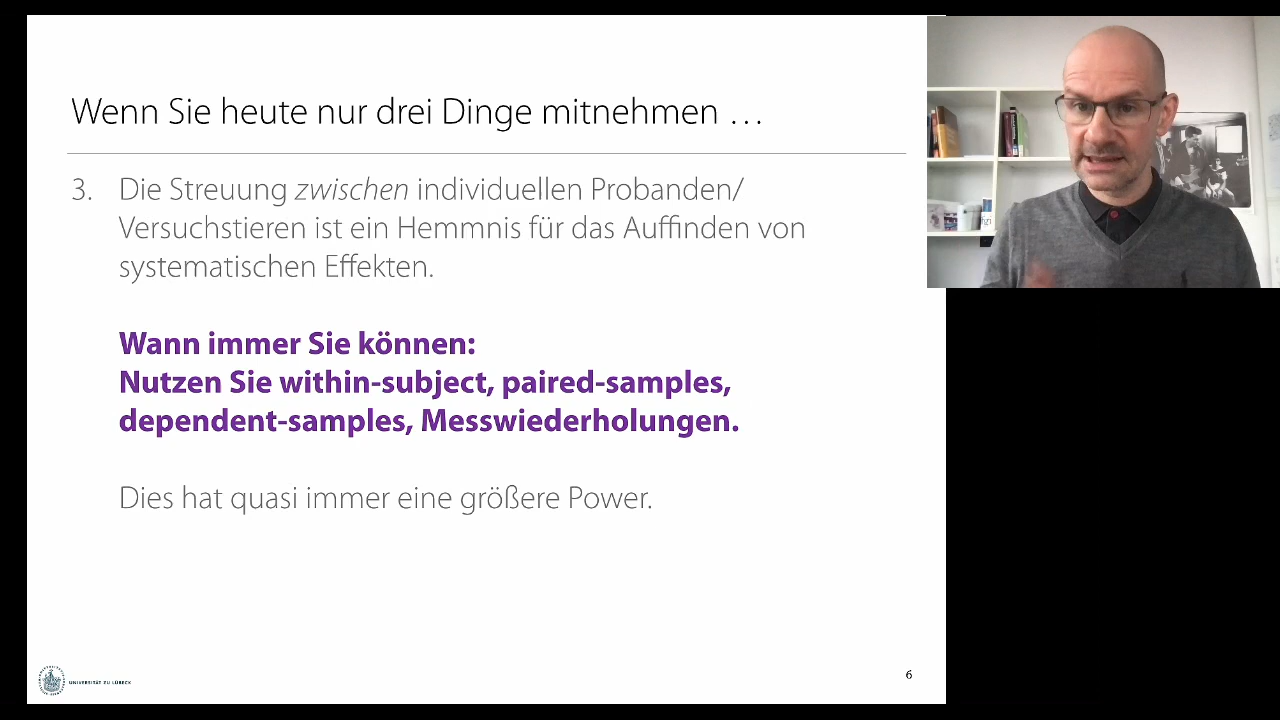 Wenn Sie heute nur drei Dinge mitnehmen …
3. Die Streuung zwischen individuellen Probanden/
Versuchstieren ist ein Hemmnis für das Auffinden von
systematischen Effekten.
Wann immer Sie können:
Nutzen Sie within-subject, paired-samples,
dependent-samples, Messwiederholungen.
Dies hat quasi immer eine größere Power.
UNIVERSITÄT ZU LÜBECK
6